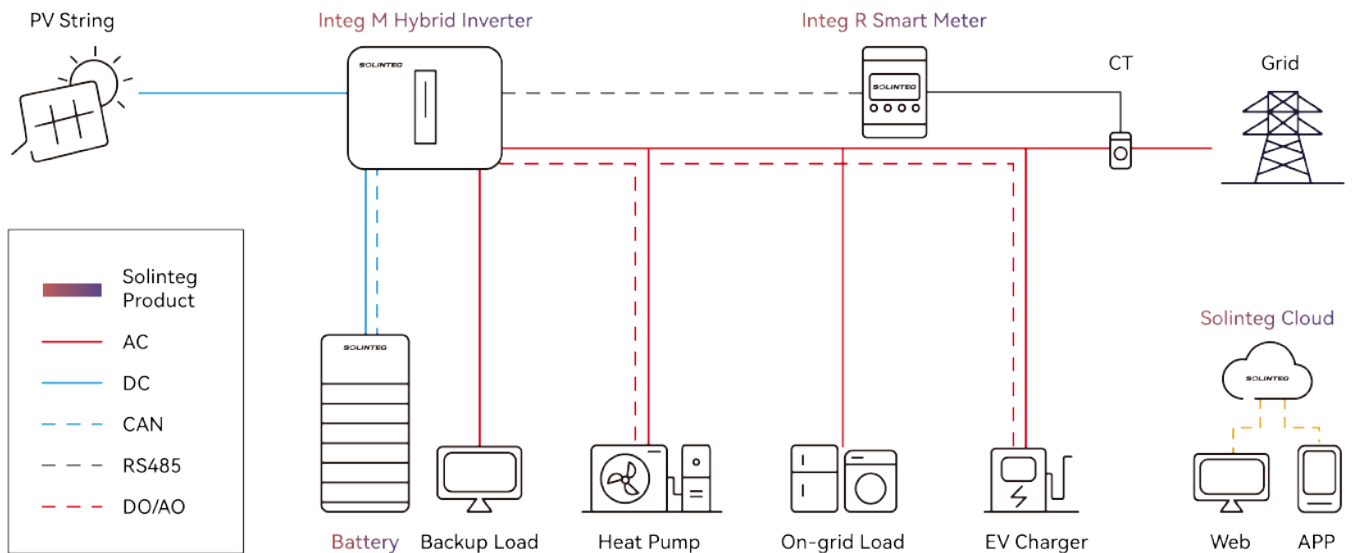 PV String
Integ M Hybrid Inverter
Integ R Smart Meter
CT
Grid
SOLINTEG
SOLINTEG
Solinteg
Product
AC
DC
CAN
RS485
DO/AO
SOLINTEG
Solinteg Cloud
SOLINTEG
Battery
Backup Load
Heat Pump
On-grid Load
EV Charger
Web
APP